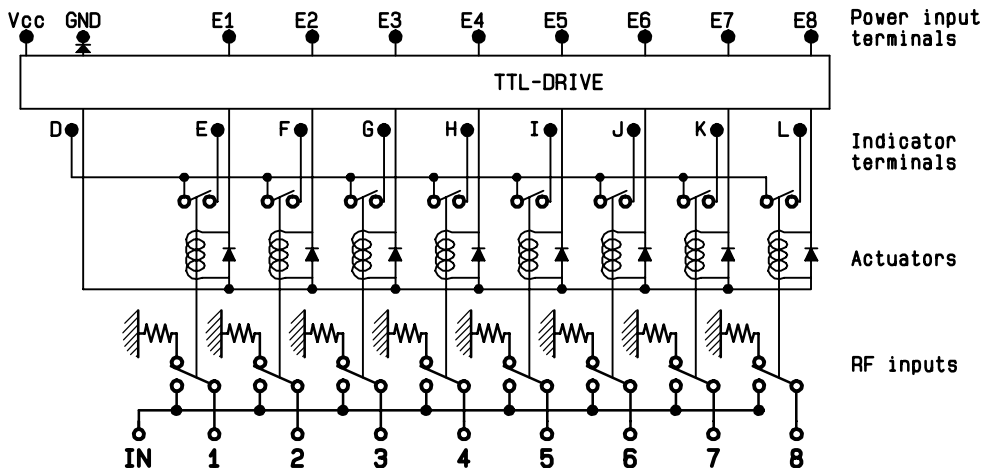 Vcc GND E1 E2 E3 E4 E5 E6 E7 E8 Power input
terminals
TTL-DRIVE
D E F G H I J K L Indicator
terminals
Actuators
RF inputs
IN 1 2 3 4 5 6 7 8